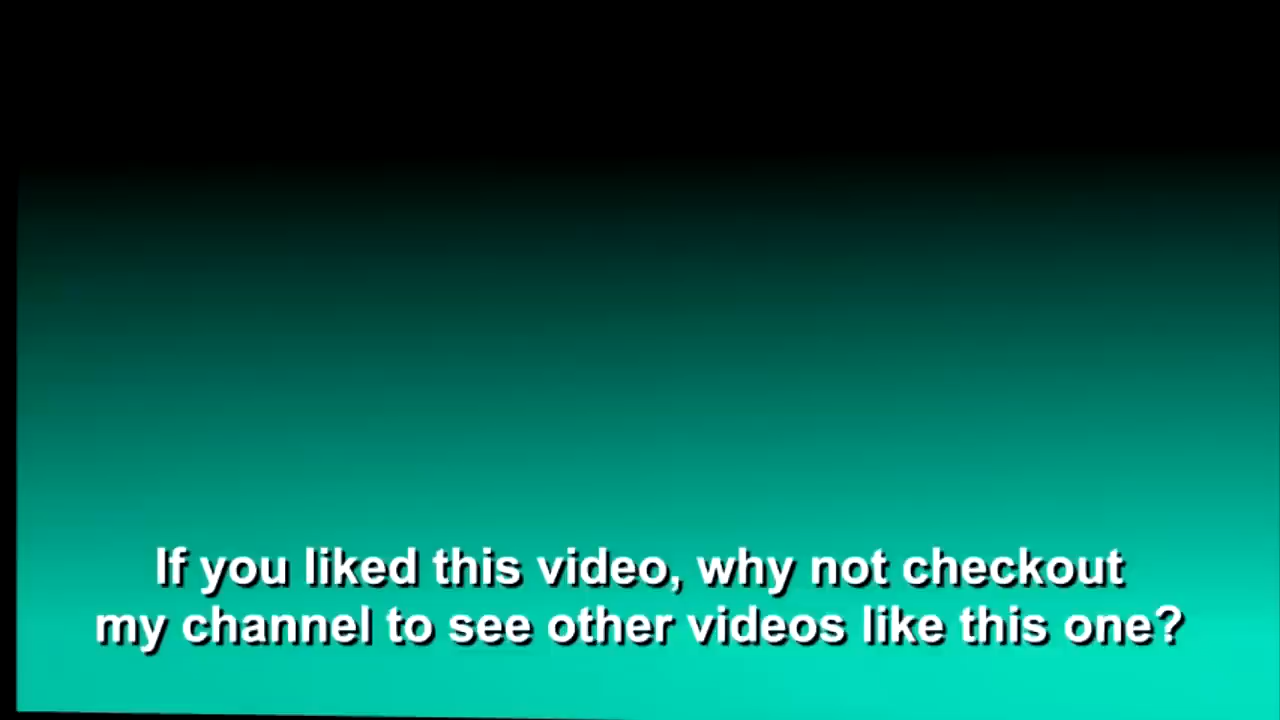 If you liked this video, why not checkout
my channel to see other videos like this one?